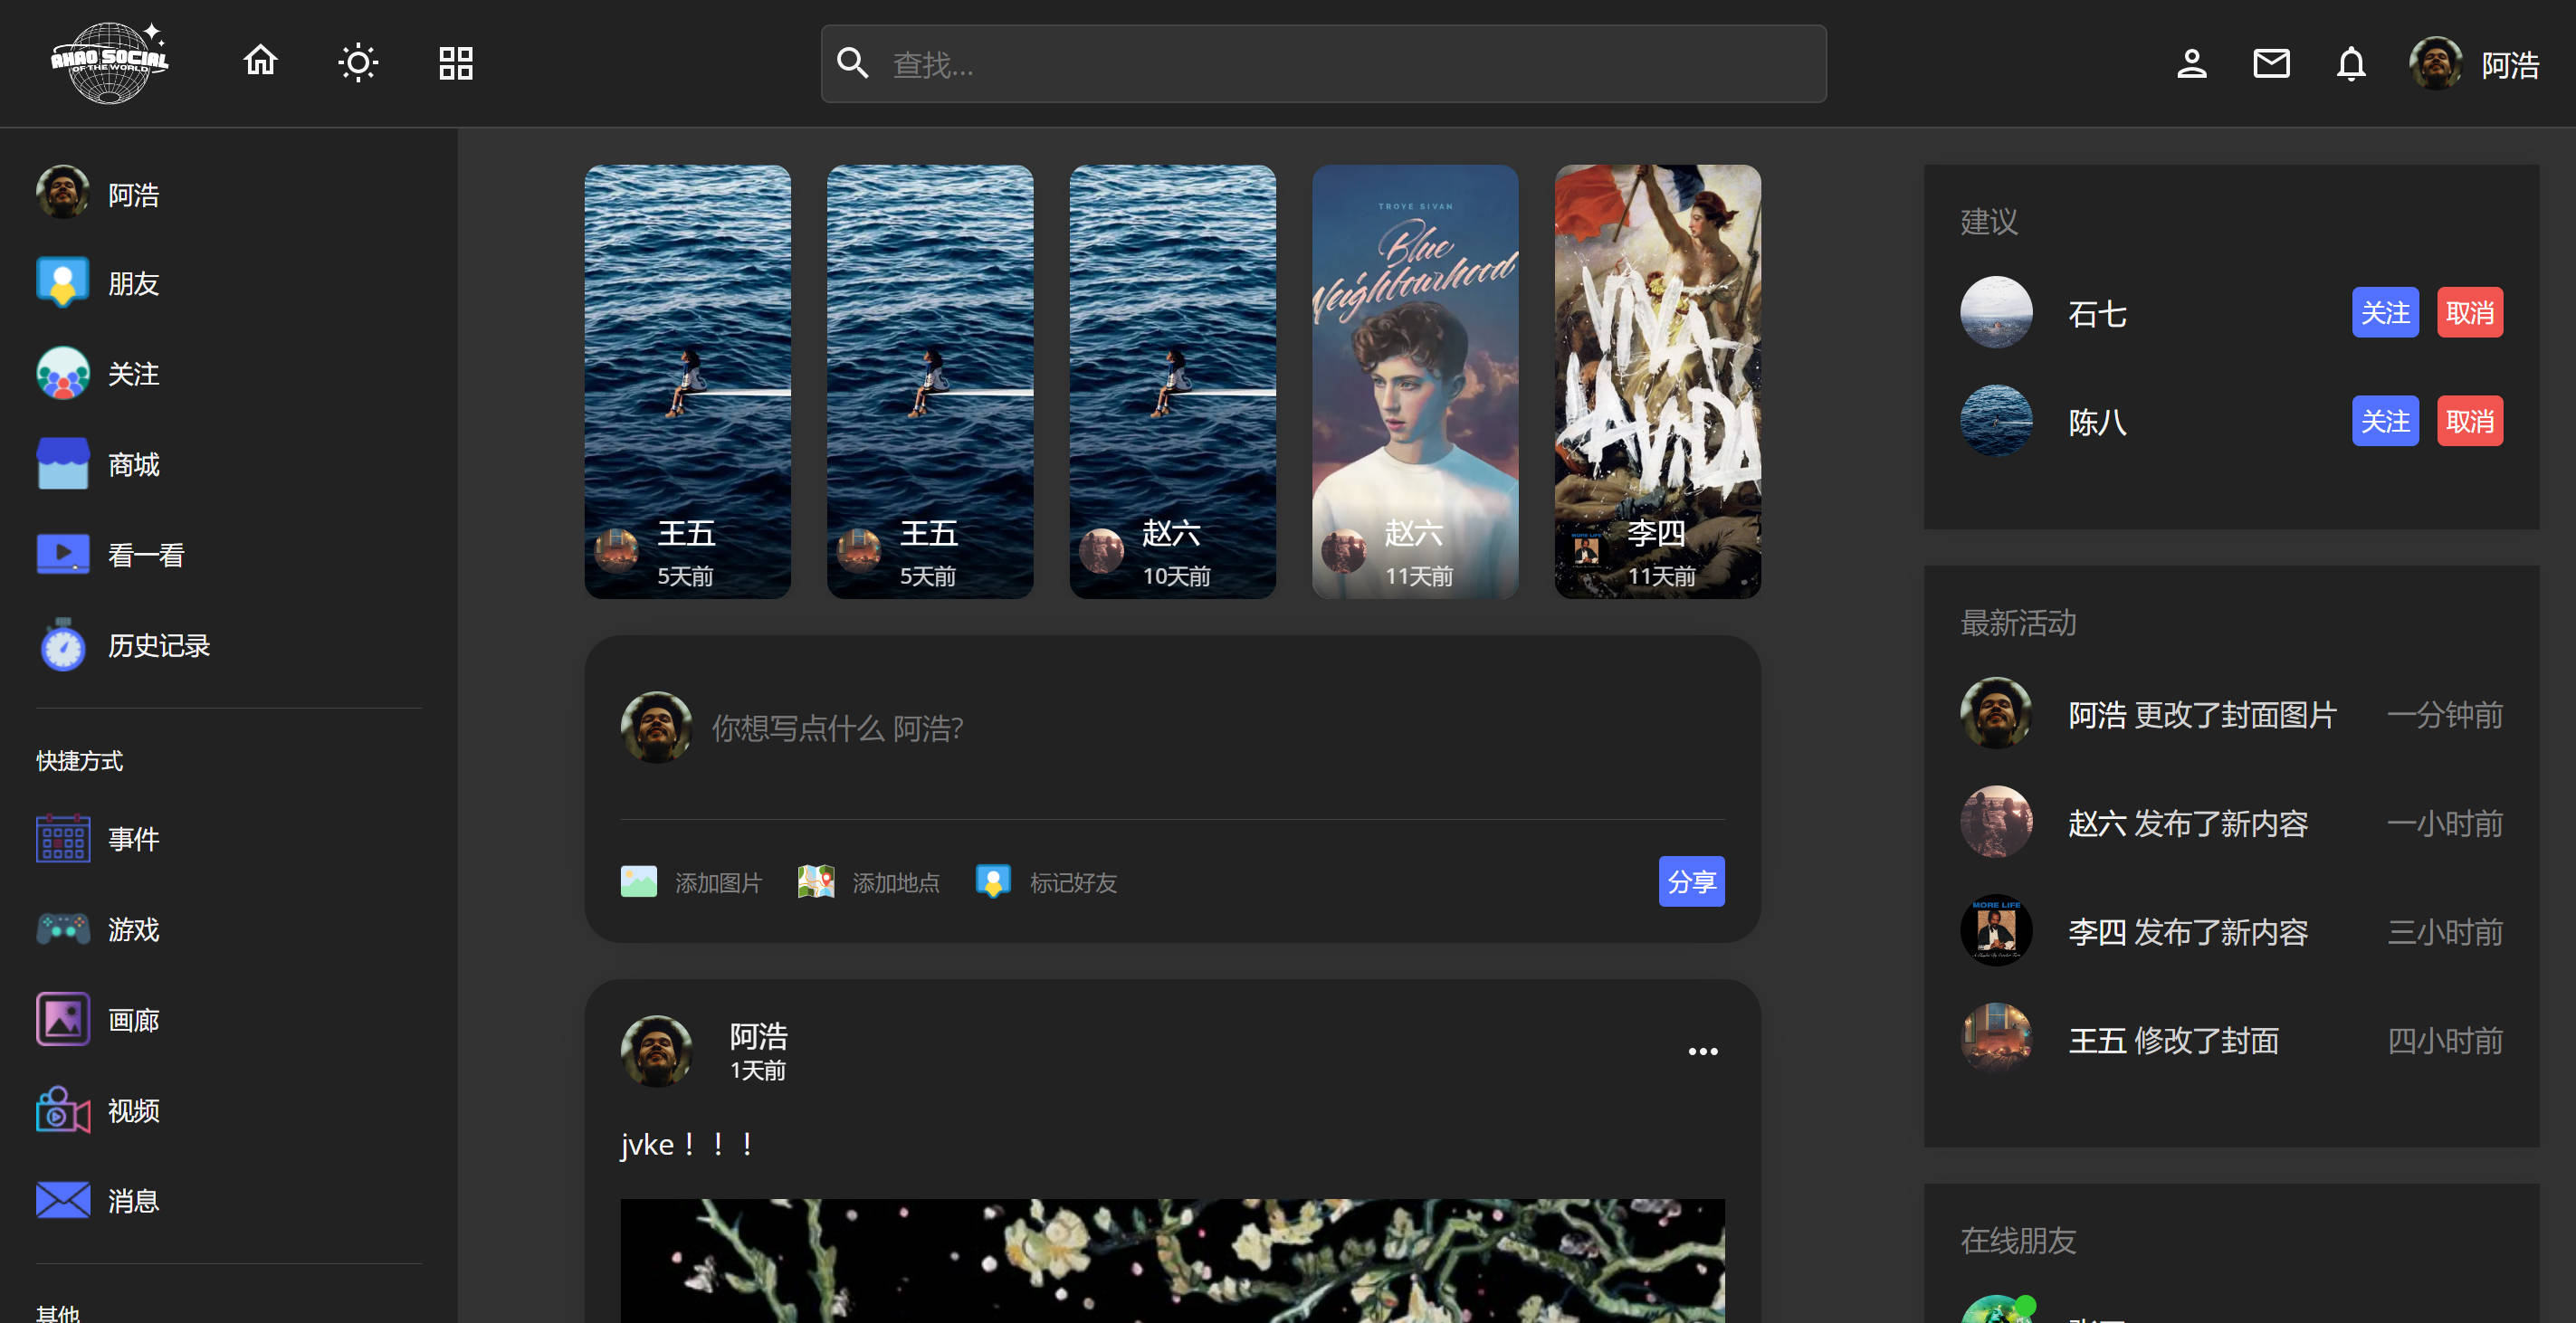 AHAO SOCIAL
OF THE WORLD
查找...
阿浩
阿浩
朋友
关注
商城
看一看
历史记录
快捷方式
事件
游戏
画廊
视频
消息
其他
王五
5天前
王五
5天前
赵六
10天前
TROYE SIVAN
Blue
Neighbourhood
赵六
11天前
VIVA
LA VIDA
MORE LIFE
李四
11天前
你想写点什么 阿浩?
添加图片
添加地点
标记好友
分享
阿浩
1天前
jvke！！！
建议
石七
关注
取消
陈八
关注
取消
最新活动
阿浩 更改了封面图片
一分钟前
赵六 发布了新内容
一小时前
MORE LIFE
李四 发布了新内容
三小时前
王五 修改了封面
四小时前
在线朋友